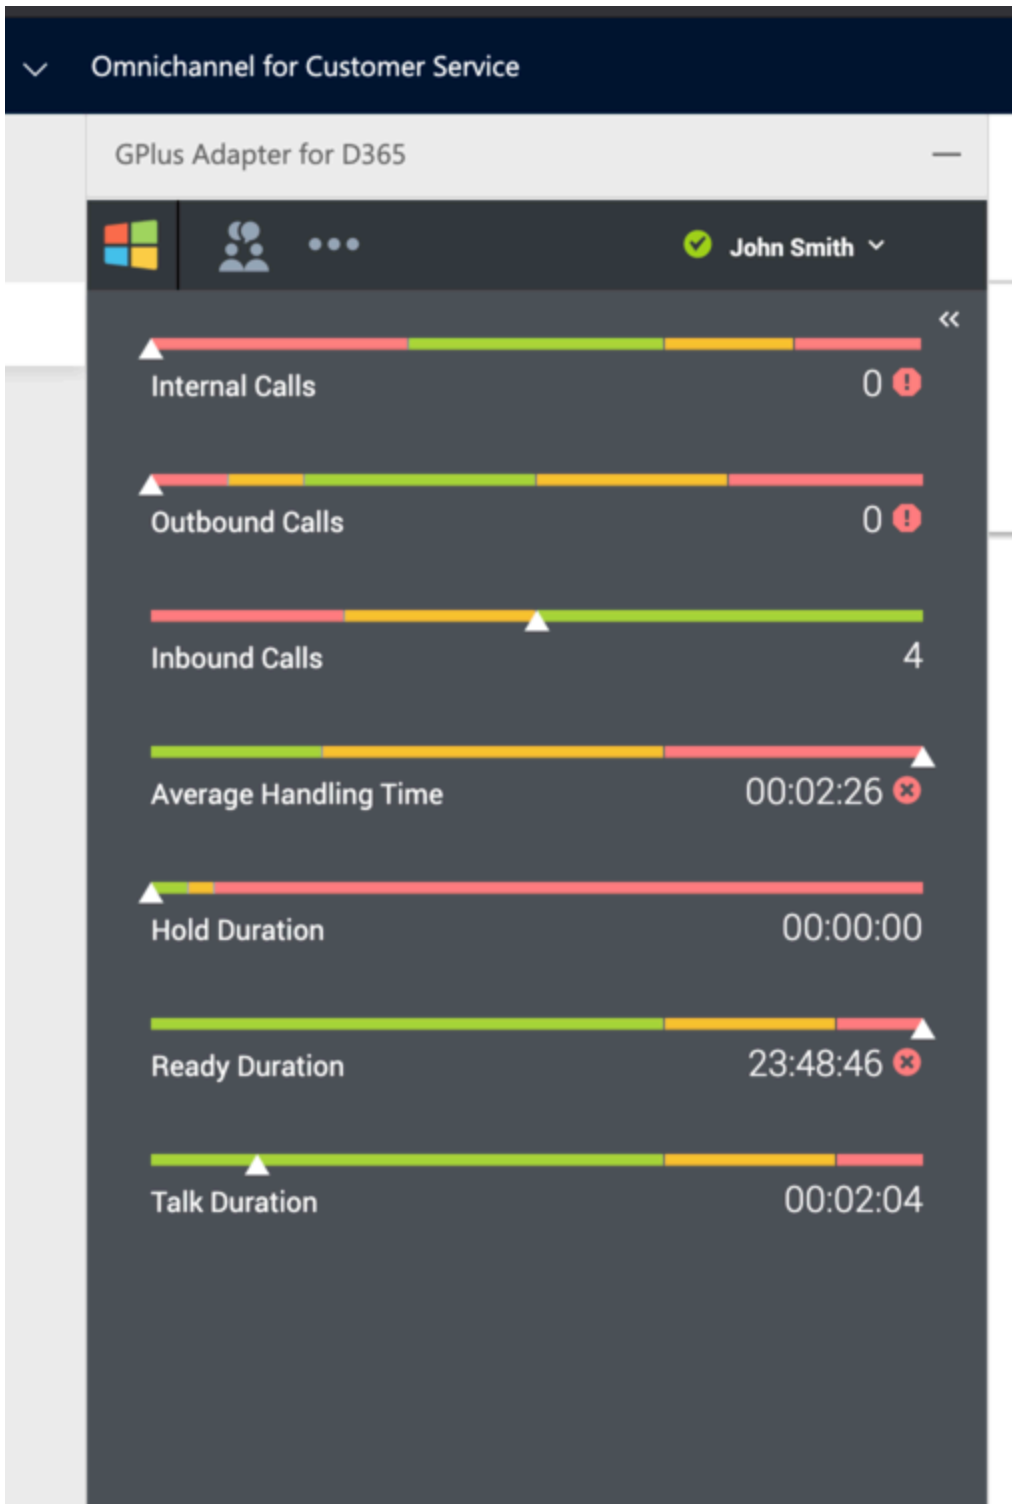 Omnichannel for Customer Service
GPlus Adapter for D365
John Smith
Internal Calls 0
Outbound Calls 0
Inbound Calls 4
Average Handling Time 00:02:26
Hold Duration 00:00:00
Ready Duration 23:48:46
Talk Duration 00:02:04